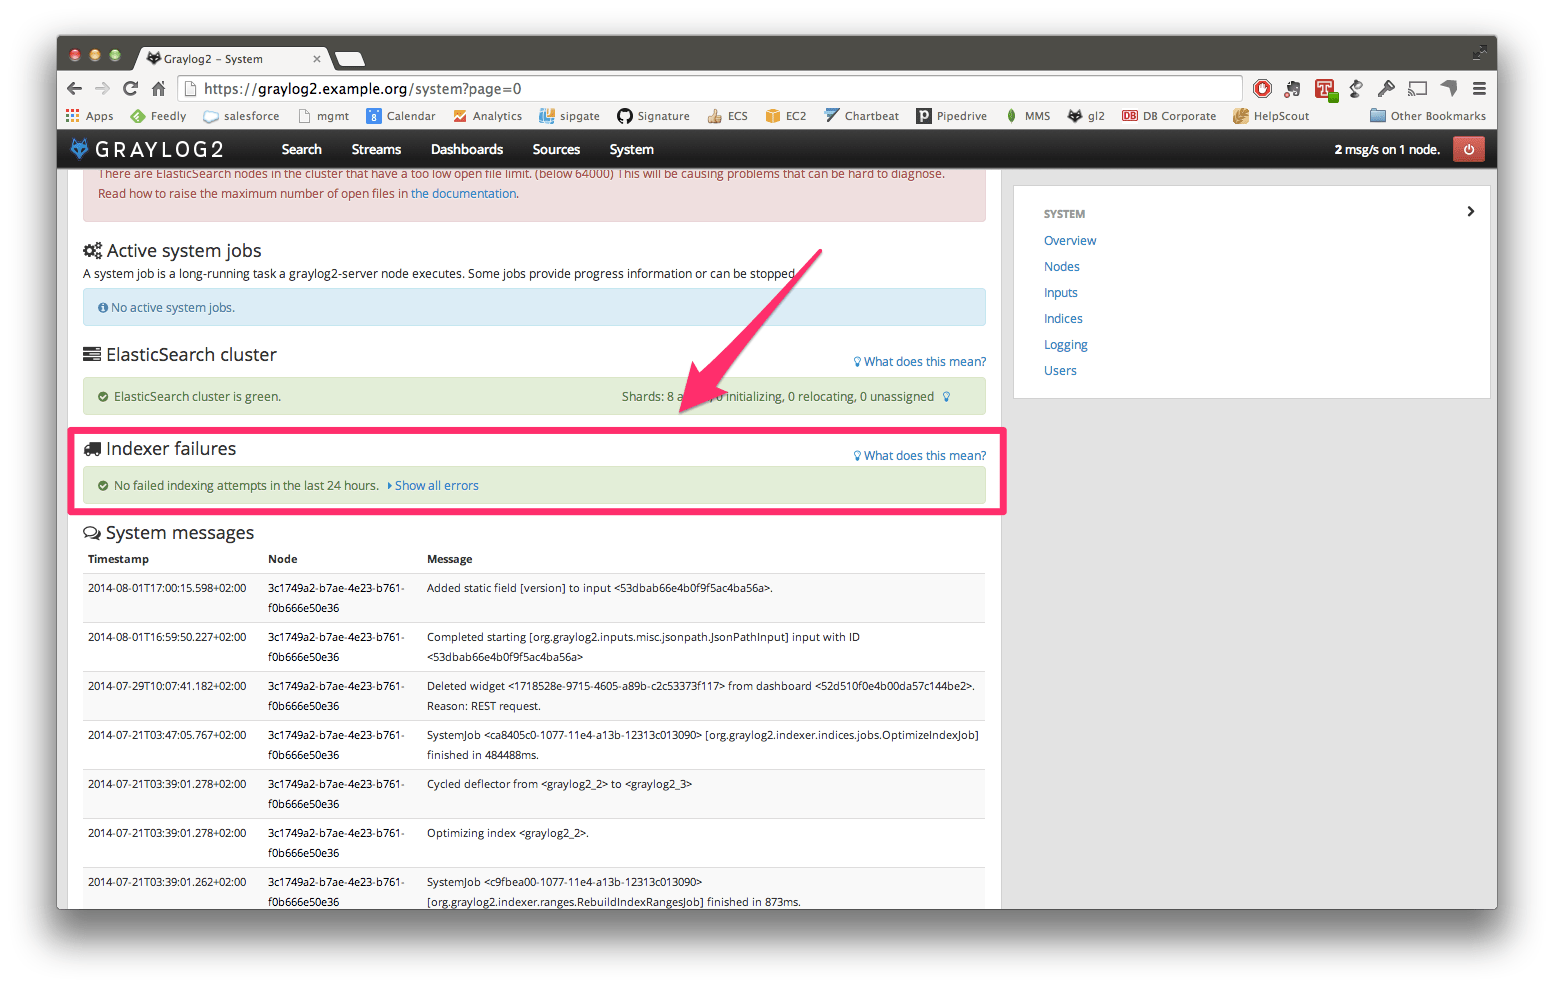 Graylog2 – System
https://graylog2.example.org/system?page=0
Apps Feedly salesforce mgmt 8 Calendar Analytics sipgate Signature ECS EC2 Chartbeat Pipedrive MMS gl2 DB DB Corporate HelpScout Other Bookmarks
GRAYLOG2 Search Streams Dashboards Sources System 2 msg/s on 1 node.
There are ElasticSearch nodes in the cluster that have a too low open file limit. (below 64000) This will be causing problems that can be hard to diagnose.
Read how to raise the maximum number of open files in the documentation.
Active system jobs
A system job is a long-running task a graylog2-server node executes. Some jobs provide progress information or can be stopped
No active system jobs.
ElasticSearch cluster
What does this mean?
ElasticSearch cluster is green.
Shards: 8 initializing, 0 relocating, 0 unassigned
Indexer failures
What does this mean?
No failed indexing attempts in the last 24 hours. Show all errors
System messages
Timestamp Node Message
2014-08-01T17:00:15.598+02:00 3c1749a2-b7ae-4e23-b761- Added static field [version] to input <53dbab66e4b0f9f5ac4ba56a>.
f0b666e50e36
2014-08-01T16:59:50.227+02:00 3c1749a2-b7ae-4e23-b761- Completed starting [org.graylog2.inputs.misc.jsonpath.JsonPathInput] input with ID
f0b666e50e36 <53dbab66e4b0f9f5ac4ba56a>
2014-07-29T10:07:41.182+02:00 3c1749a2-b7ae-4e23-b761- Deleted widget <1718528e-9715-4605-a89b-c2c53373f117> from dashboard <52d510f0e4b00da57c144be2>.
f0b666e50e36 Reason: REST request.
2014-07-21T03:47:05.767+02:00 3c1749a2-b7ae-4e23-b761- SystemJob <ca8405c0-1077-11e4-a13b-12313c013090> [org.graylog2.indexer.indices.jobs.OptimizeIndexJob]
f0b666e50e36 finished in 484488ms.
2014-07-21T03:39:01.278+02:00 3c1749a2-b7ae-4e23-b761- Cycled deflector from <graylog2_2> to <graylog2_3>
f0b666e50e36
2014-07-21T03:39:01.278+02:00 3c1749a2-b7ae-4e23-b761- Optimizing index <graylog2_2>.
f0b666e50e36
2014-07-21T03:39:01.262+02:00 3c1749a2-b7ae-4e23-b761- SystemJob <c9fbea00-1077-11e4-a13b-12313c013090>
f0b666e50e36 [org.graylog2.indexer.ranges.RebuildIndexRangesJob] finished in 873ms.
SYSTEM
Overview
Nodes
Inputs
Indices
Logging
Users